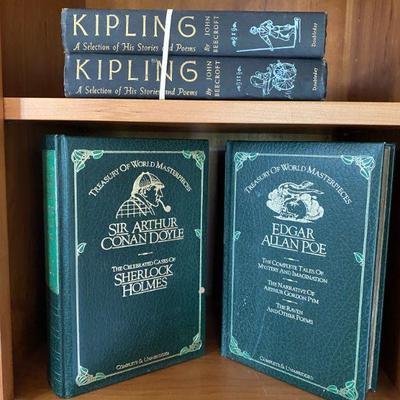 KIPLING
A Selection of His Stories and Poems
By JOHN BEECROFT
Doubleday
KIPLING
A Selection of His Stories and Poems
By JOHN BEECROFT
Doubleday
TREASURY OF WORLD MASTERPIECES
SIR ARTHUR
CONAN DOYLE
THE CELEBRATED CASES OF
SHERLOCK
HOLMES
COMPLETE & UNABRIDGED
TREASURY OF WORLD MASTERPIECES
EDGAR
ALLAN POE
THE COMPLETE TALES OF
MYSTERY AND IMAGINATION
THE NARRATIVE OF
ARTHUR GORDON PYM
THE RAVEN
AND OTHER POEMS
COMPLETE & UNABRIDGED